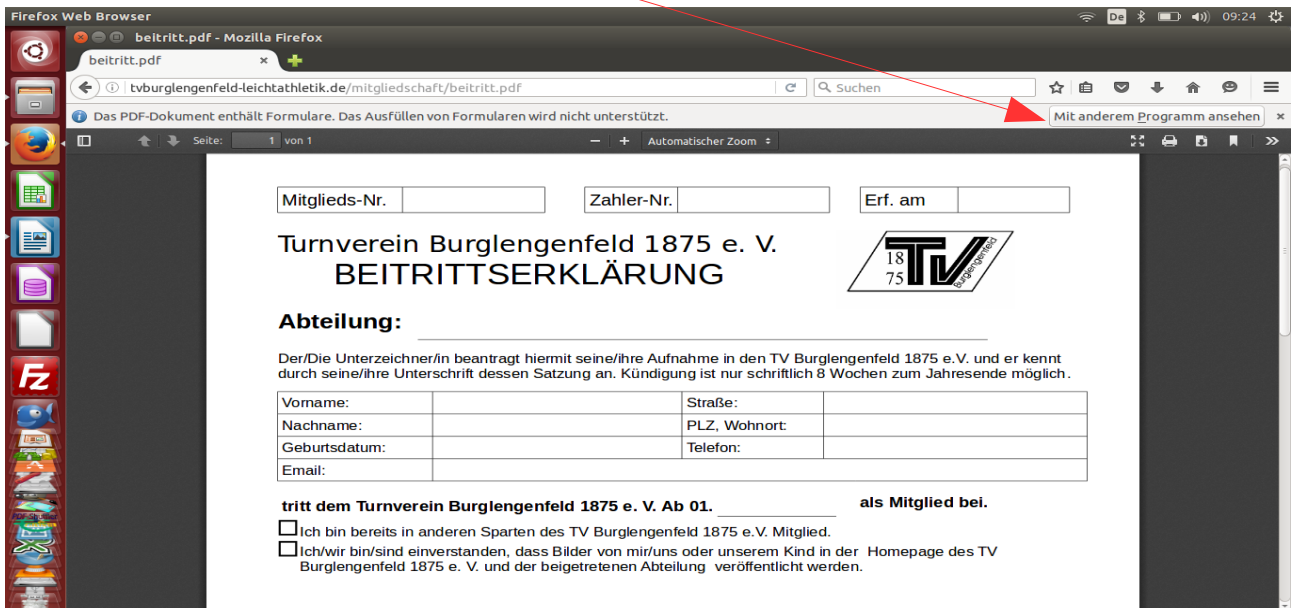 Firefox Web Browser
De
09:24
beitritt.pdf - Mozilla Firefox
beitritt.pdf
tvburglengenfeld-leichtathletik.de/mitgliedschaft/beitritt.pdf
Suchen
Das PDF-Dokument enthält Formulare. Das Ausfüllen von Formularen wird nicht unterstützt.
Mit anderem Programm ansehen
Seite: 1 von 1
Automatischer Zoom
Mitglieds-Nr.
Zahler-Nr.
Erf. am
Turnverein Burglengenfeld 1875 e. V.
BEITRITTSERKLÄRUNG
18
75
TV
Burglengenfeld
Abteilung:
Der/Die Unterzeichner/in beantragt hiermit seine/ihre Aufnahme in den TV Burglengenfeld 1875 e.V. und er kennt
durch seine/ihre Unterschrift dessen Satzung an. Kündigung ist nur schriftlich 8 Wochen zum Jahresende möglich.
Vorname:
Straße:
Nachname:
PLZ, Wohnort:
Geburtsdatum:
Telefon:
Email:
tritt dem Turnverein Burglengenfeld 1875 e. V. Ab 01. als Mitglied bei.
Ich bin bereits in anderen Sparten des TV Burglengenfeld 1875 e.V. Mitglied.
Ich/wir bin/sind einverstanden, dass Bilder von mir/uns oder unserem Kind in der Homepage des TV
Burglengenfeld 1875 e. V. und der beigetretenen Abteilung veröffentlicht werden.
Fz